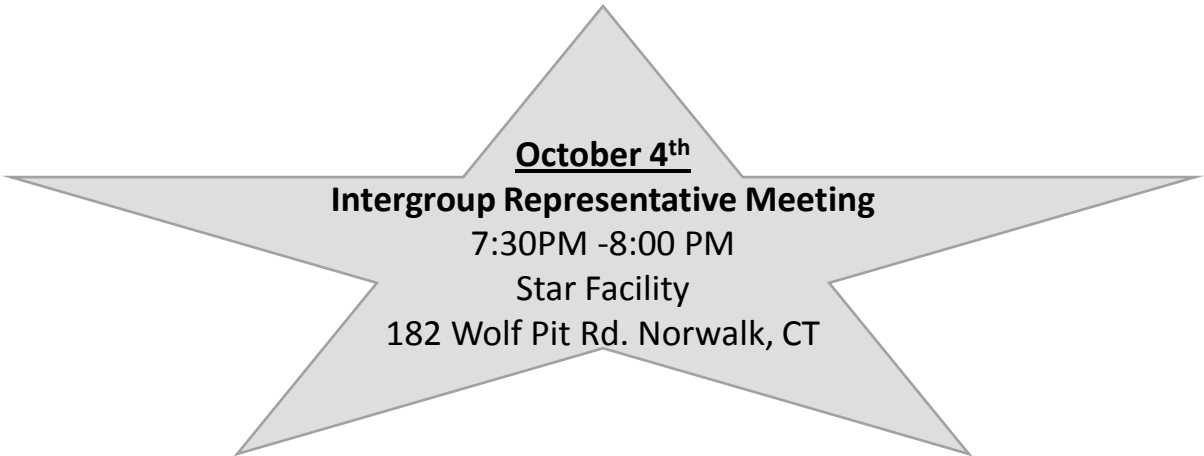 October 4th
Intergroup Representative Meeting
7:30PM -8:00 PM
Star Facility
182 Wolf Pit Rd. Norwalk, CT